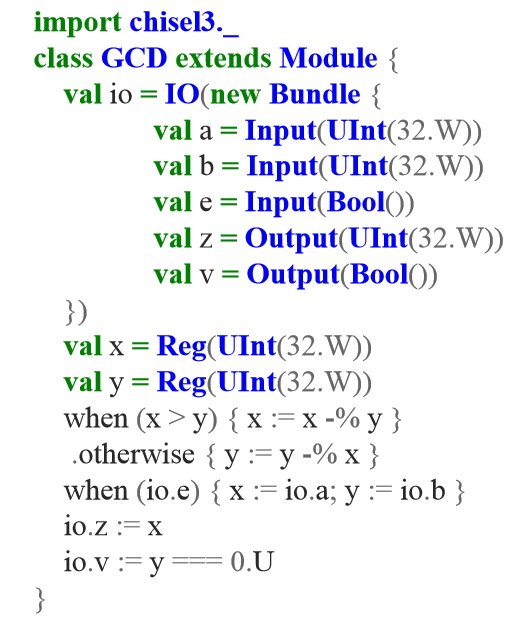 import chisel3._
class GCD extends Module {
val io = IO(new Bundle {
val a = Input(UInt(32.W))
val b = Input(UInt(32.W))
val e = Input(Bool())
val z = Output(UInt(32.W))
val v = Output(Bool())
})
val x = Reg(UInt(32.W))
val y = Reg(UInt(32.W))
when (x > y) { x := x -% y }
.otherwise { y := y -% x }
when (io.e) { x := io.a; y := io.b }
io.z := x
io.v := y === 0.U
}